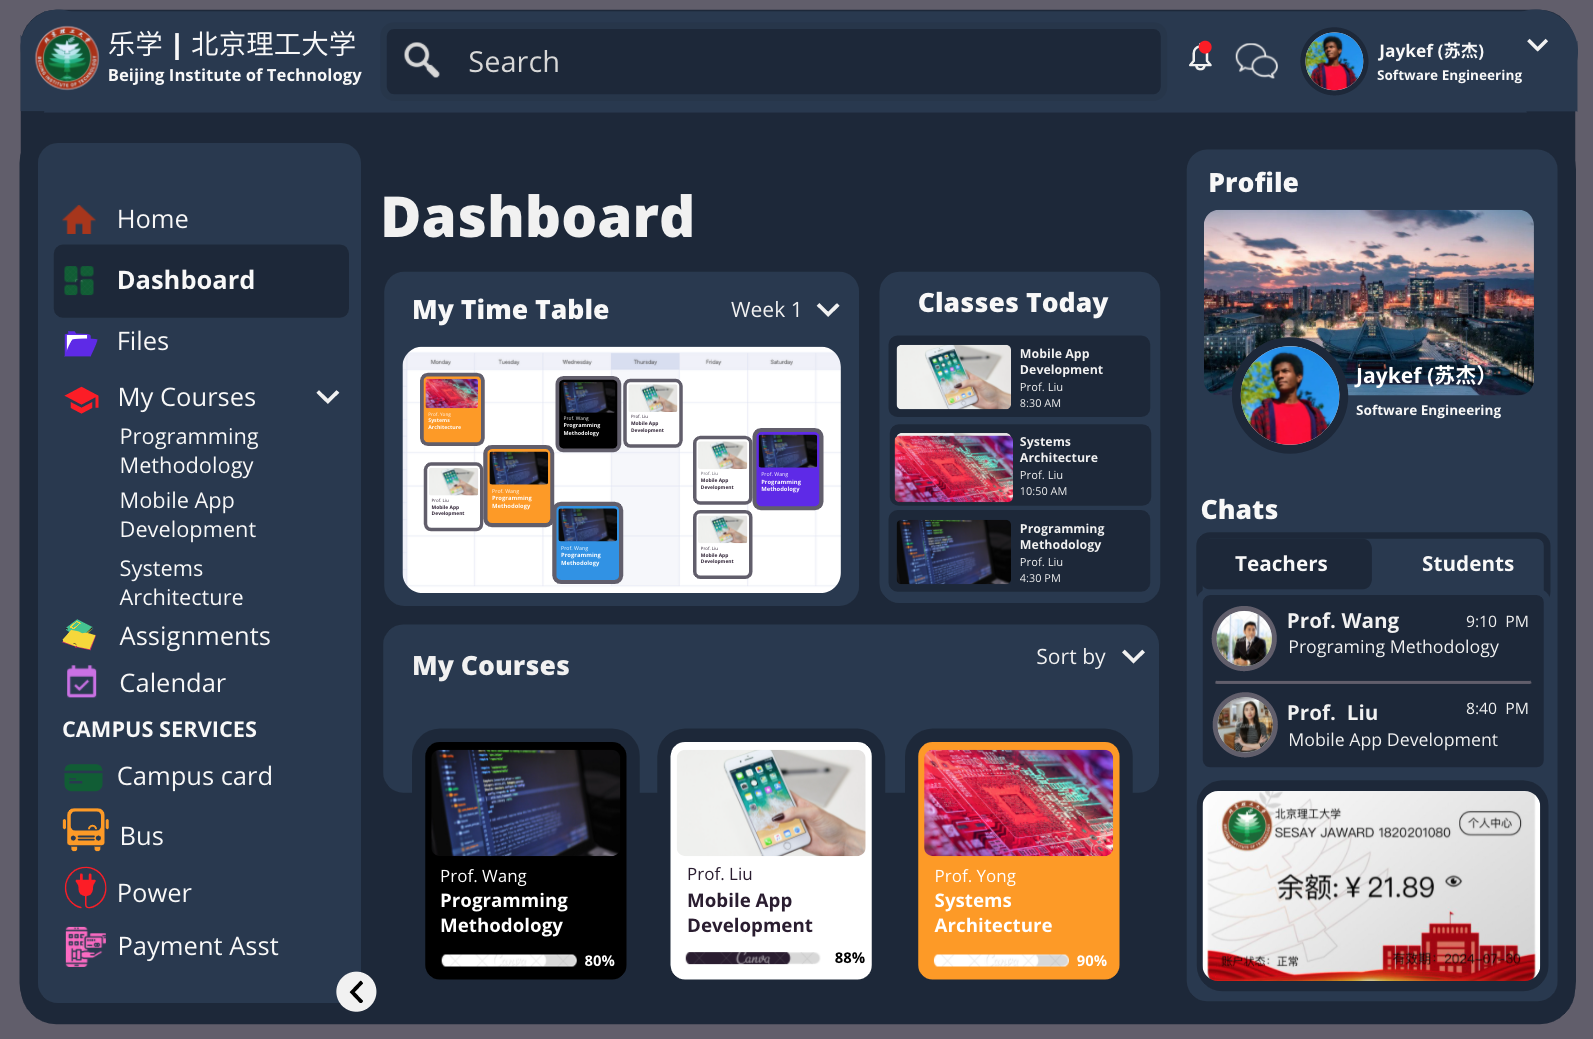 乐学 | 北京理工大学
Beijing Institute of Technology
Search
Jaykef (苏杰)
Software Engineering
Home
Dashboard
Files
My Courses
Programming
Methodology
Mobile App
Development
Systems
Architecture
Assignments
Calendar
CAMPUS SERVICES
Campus card
Bus
Power
Payment Asst
Dashboard
My Time Table
Week 1
Monday
Tuesday
Wednesday
Thursday
Friday
Saturday
Prof. Yong
Systems
Architecture
Prof. Wang
Programming
Methodology
Prof. Liu
Mobile App
Development
Prof. Liu
Mobile App
Development
Prof. Wang
Programming
Methodology
Prof. Liu
Mobile App
Development
Prof. Wang
Programming
Methodology
Prof. Wang
Programming
Methodology
Prof. Liu
Mobile App
Development
Classes Today
Mobile App
Development
Prof. Liu
8:30 AM
Systems
Architecture
Prof. Liu
10:50 AM
Programming
Methodology
Prof. Liu
4:30 PM
My Courses
Sort by
Prof. Wang
Programming
Methodology
80%
Prof. Liu
Mobile App
Development
Canva
88%
Prof. Yong
Systems
Architecture
90%
Profile
Jaykef (苏杰)
Software Engineering
Chats
Teachers
Students
Prof. Wang
9:10 PM
Programing Methodology
Prof. Liu
8:40 PM
Mobile App Development
北京理工大学
SESAY JAWARD 1820201080
个人中心
余额:¥21.89
账户状态：正常
有效期：2024-07-30